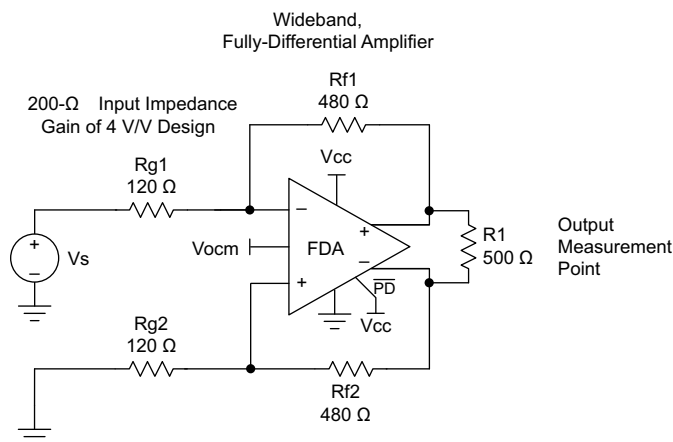 Wideband,
Fully-Differential Amplifier
Rf1
480 Ω
200-Ω Input Impedance
Gain of 4 V/V Design
Rg1
120 Ω
Vcc
−
+
Vs
−
Vocm
FDA
+
−
+
R1
500 Ω
Output
Measurement
Point
PD
Vcc
Rg2
120 Ω
Rf2
480 Ω